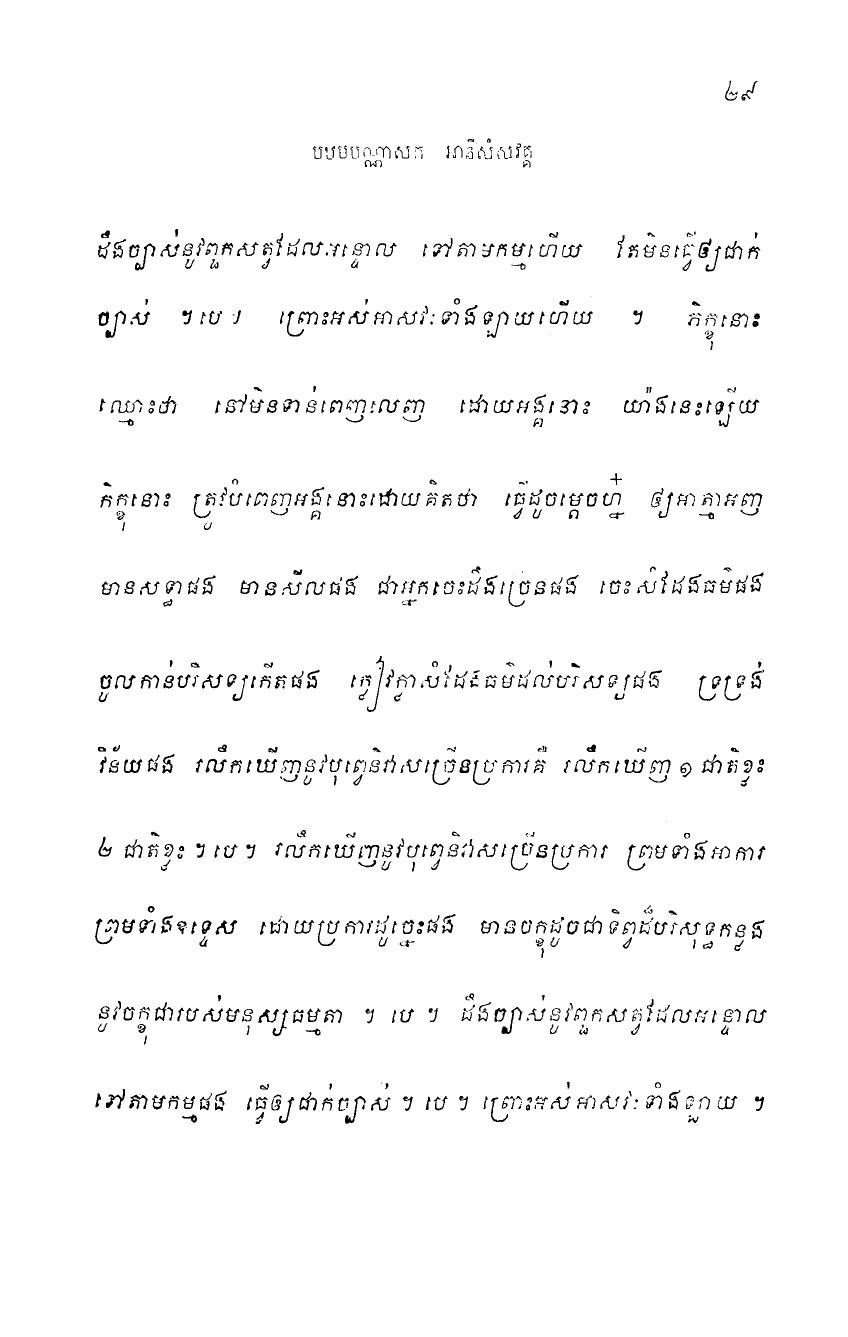 ២៩
បឋមបណ្ណាសក អានិសំសវគ្គ
ដឹងច្បាស់នូវពួកសត្វដែលអន្ទោល ទៅតាមកម្មហើយ តែមិនធ្វើឲ្យជាក់
ច្បាស់ ។ បេ ។ ព្រោះអស់អាសវៈទាំងឡាយហើយ ។ ភិក្ខុនោះ
ឈ្មោះថា នៅមិនទាន់ពេញលេញ ដោយអង្គនោះ យ៉ាងនេះឡើយ
ភិក្ខុនោះ ត្រូវបំពេញអង្គនោះដោយគិតថា ធ្វើដូចម្តេចហ្ន៎ ឲ្យអាត្មាអញ
មានសទ្ធាផង មានសីលផង ជាអ្នកចេះដឹងច្រើនផង ចេះសំដែងធម៌ផង
ចូលកាន់បរិសទ្យកើតផង ក្លៀវក្លាសំដែងធម៌ដល់បរិសទ្យផង ទ្រទ្រង់
វិន័យផង រលឹកឃើញនូវបុព្វេនិវាសច្រើនប្រការគឺ រលឹកឃើញ ១ ជាតិខ្លះ
២ ជាតិខ្លះ ។ បេ ។ រលឹកឃើញនូវបុព្វេនិវាសច្រើនប្រការ ព្រមទាំងអាការ
ព្រមទាំងឧទ្ទេស ដោយប្រការដូច្នេះផង មានចក្ខុដូចជាទិព្វដ៏បរិសុទ្ធកន្លង
នូវចក្ខុជារបស់មនុស្សធម្មតា ។ បេ ។ ដឹងច្បាស់នូវពួកសត្វដែលអន្ទោល
ទៅតាមកម្មផង ធ្វើឲ្យជាក់ច្បាស់ ។ បេ ។ ព្រោះអស់អាសវៈទាំងឡាយ ។